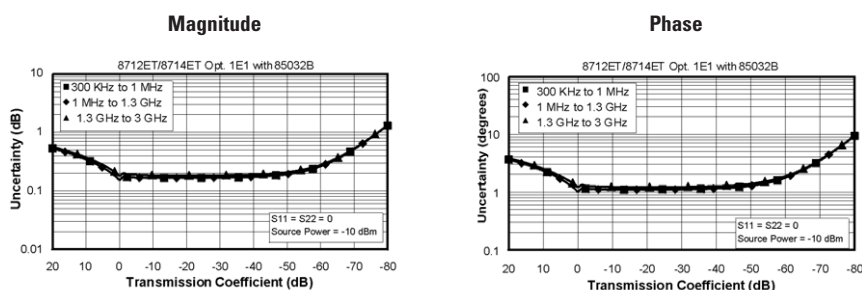 Magnitude
8712ET/8714ET Opt. 1E1 with 85032B
10
1
0.1
0.01
Uncertainty (dB)
300 KHz to 1 MHz
1 MHz to 1.3 GHz
1.3 GHz to 3 GHz
S11 = S22 = 0
Source Power = -10 dBm
20 10 0 -10 -20 -30 -40 -50 -60 -70 -80
Transmission Coefficient (dB)
Phase
8712ET/8714ET Opt. 1E1 with 85032B
100
10
1
0.1
Uncertainty (degrees)
300 KHz to 1 MHz
1 MHz to 1.3 GHz
1.3 GHz to 3 GHz
S11 = S22 = 0
Source Power = -10 dBm
20 10 0 -10 -20 -30 -40 -50 -60 -70 -80
Transmission Coefficient (dB)